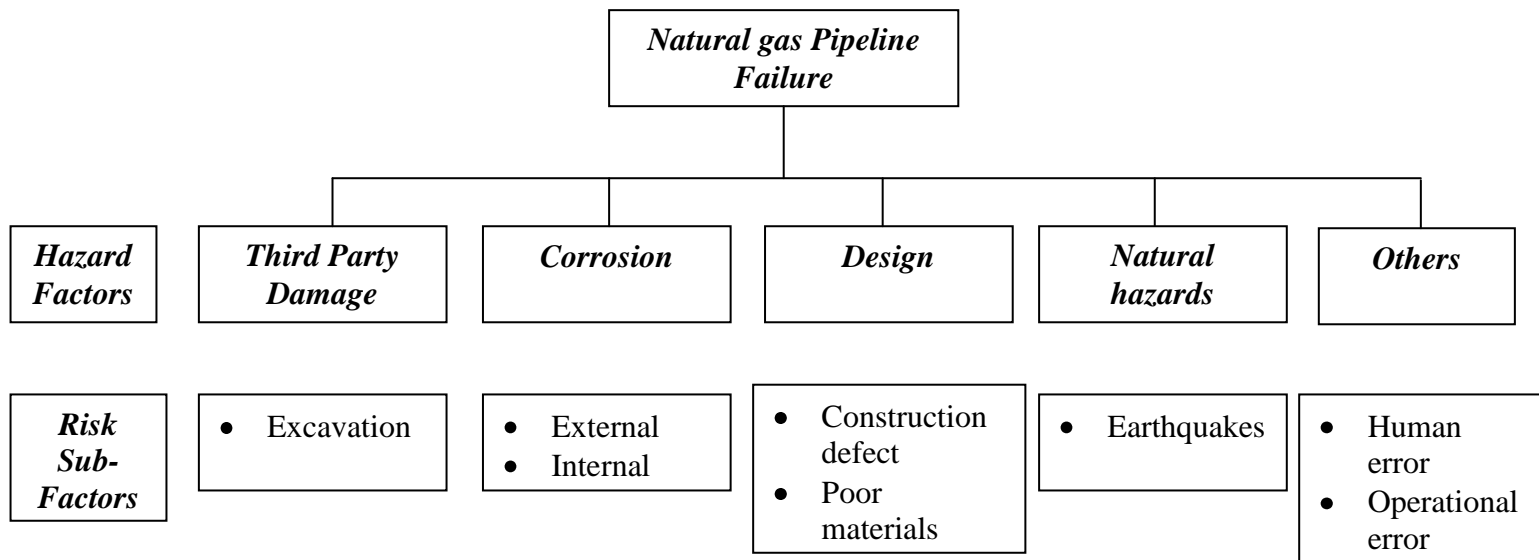 Natural gas Pipeline
Failure
Hazard
Factors
Third Party
Damage
Corrosion
Design
Natural
hazards
Others
Risk
Sub-
Factors
• Excavation
• External
• Internal
• Construction
defect
• Poor
materials
• Earthquakes
• Human
error
• Operational
error